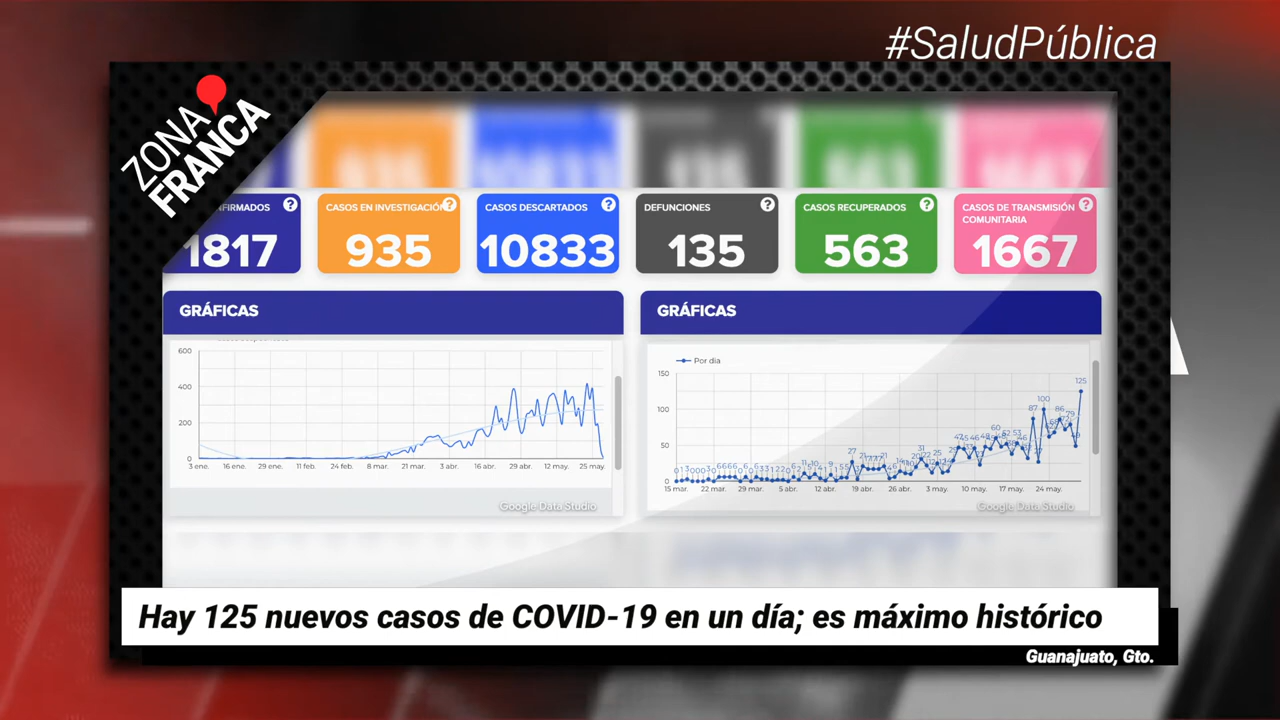 #SaludPública
ZONA
FRANCA
CASOS EN INVESTIGACIÓN
CASOS DESCARTADOS
DEFUNCIONES
CASOS RECUPERADOS
CASOS DE TRANSMISIÓN
COMUNITARIA
1817
935
10833
135
563
1667
GRÁFICAS
GRÁFICAS
600
400
200
0
3 ene. 16 ene. 29 ene. 11 feb. 24 feb. 8 mar. 21 mar. 3 abr. 16 abr. 29 abr. 12 may. 25 may.
Google Data Studio
Por día
150
100
50
0
125
100
87
15 mar. 22 mar. 29 mar. 5 abr. 12 abr. 19 abr. 26 abr. 3 may. 10 may. 17 may. 24 may.
Google Data Studio
Hay 125 nuevos casos de COVID-19 en un día; es máximo histórico
Guanajuato, Gto.